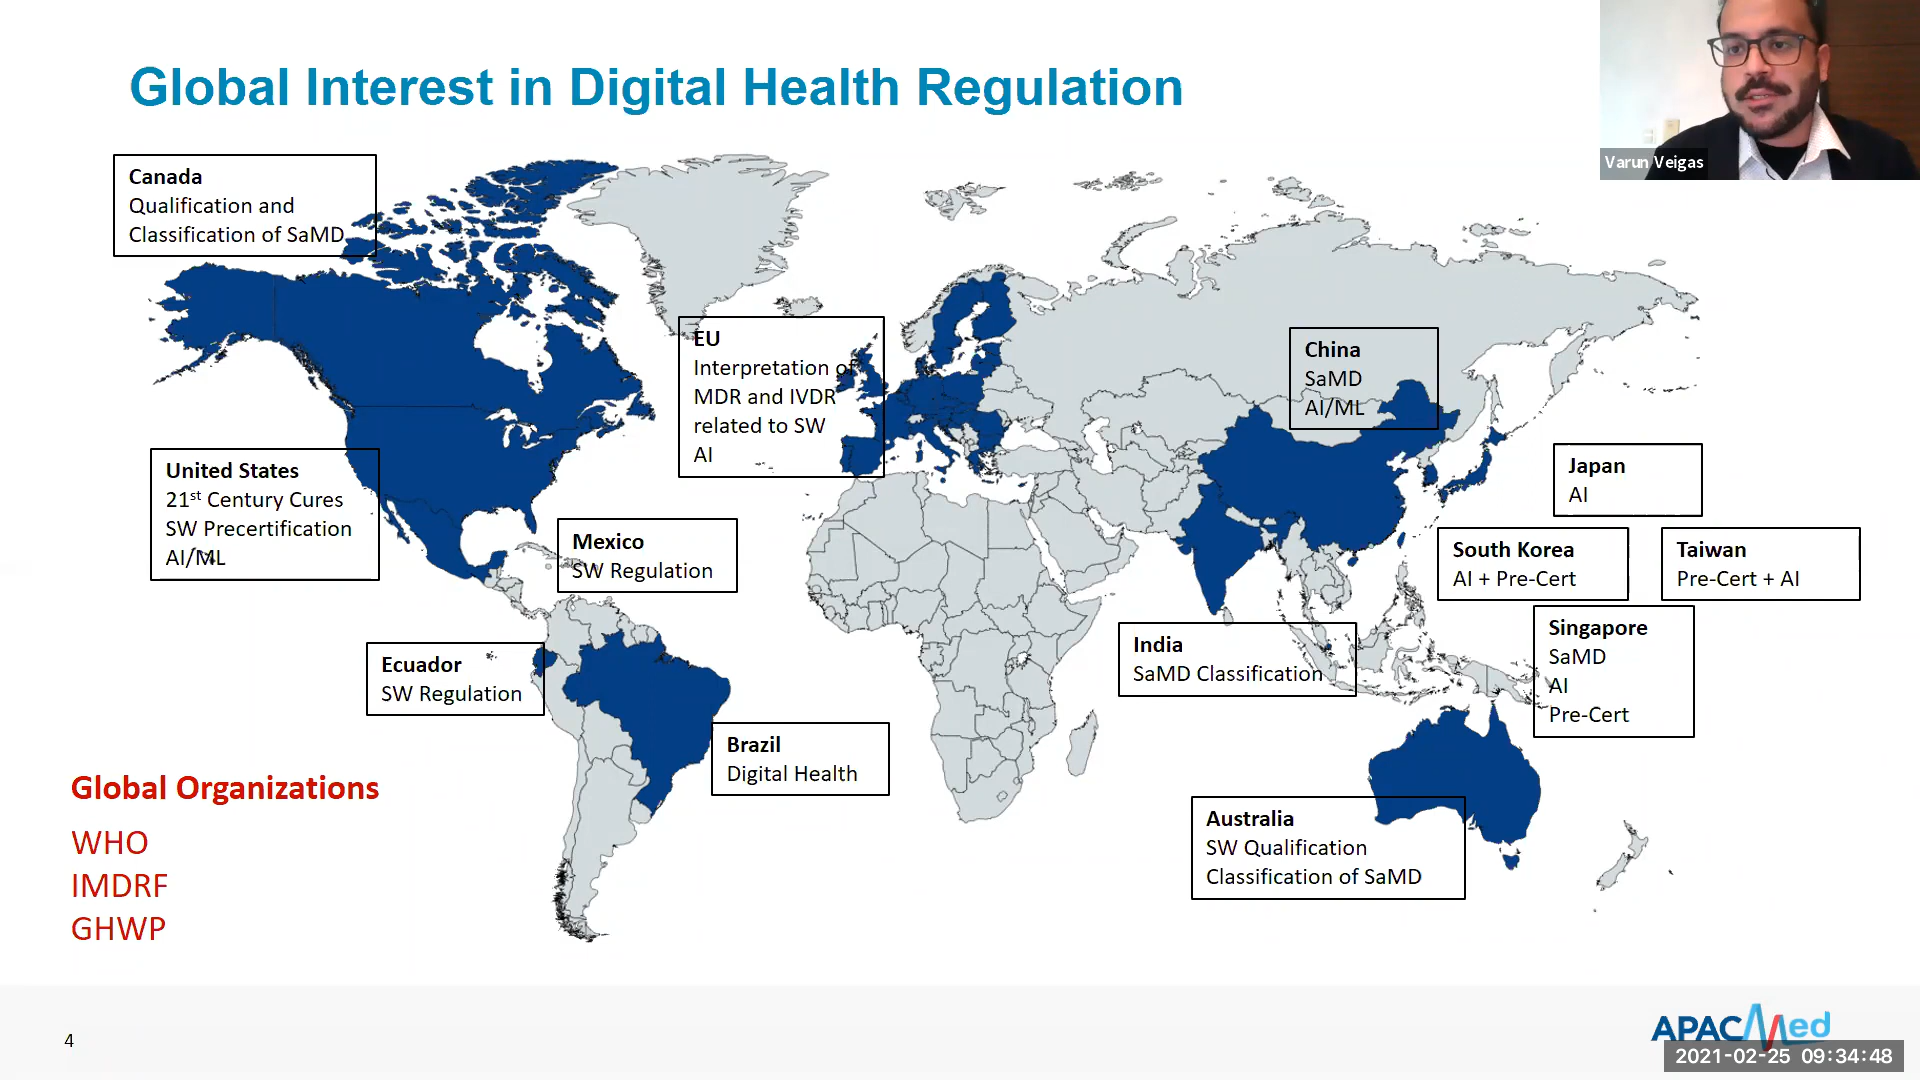 Global Interest in Digital Health Regulation
Varun Veigas
Canada
Qualification and
Classification of SaMD
EU
Interpretation of
MDR and IVDR
related to SW
AI
China
SaMD
AI/ML
United States
21st Century Cures
SW Precertification
AI/ML
Japan
AI
Mexico
SW Regulation
South Korea
AI + Pre-Cert
Taiwan
Pre-Cert + AI
Singapore
SaMD
AI
Pre-Cert
India
SaMD Classification
Ecuador
SW Regulation
Brazil
Digital Health
Australia
SW Qualification
Classification of SaMD
Global Organizations
WHO
IMDRF
GHWP
4
APACMed
2021-02-25 09:34:48